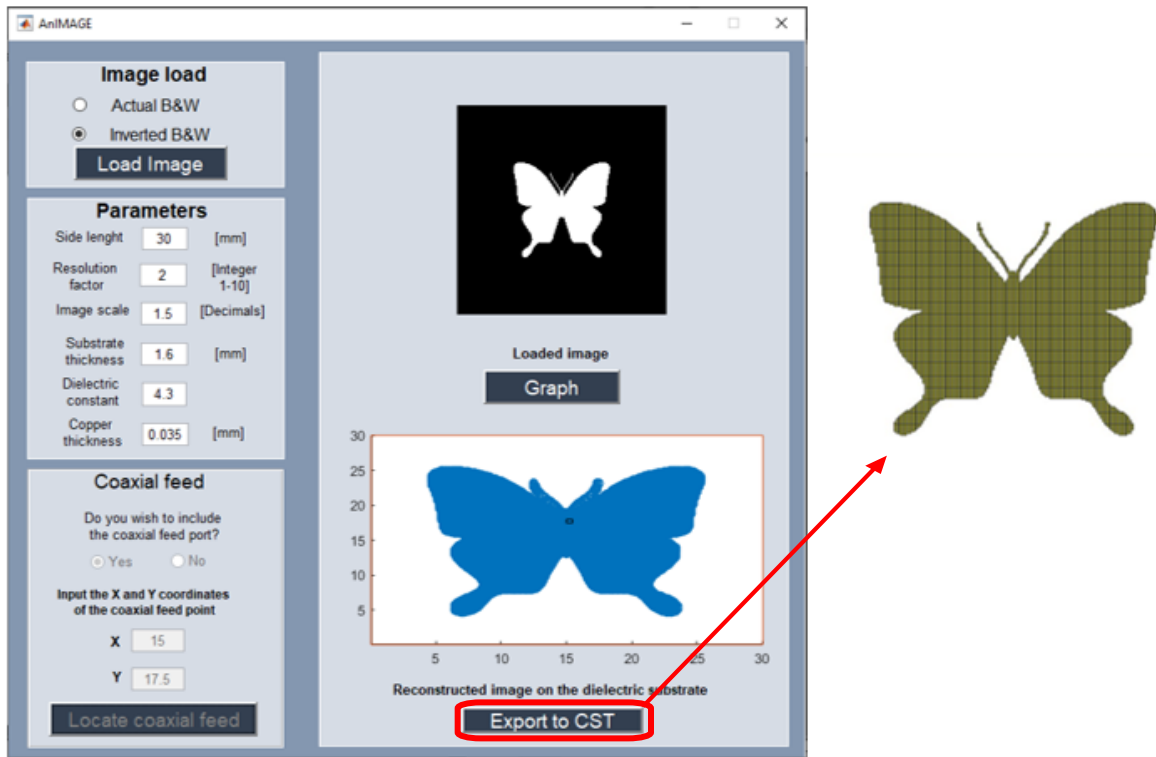 AnIMAGE
Image load
Actual B&W
Inverted B&W
Load Image
Parameters
Side lenght 30 [mm]
Resolution
factor
2
[Integer
1-10]
Image scale 1.5 [Decimals]
Substrate
thickness
1.6 [mm]
Dielectric
constant
4.3
Copper
thickness
0.035 [mm]
Coaxial feed
Do you wish to include
the coaxial feed port?
Yes No
Input the X and Y coordinates
of the coaxial feed point
X 15
Y 17.5
Locate coaxial feed
Loaded image
Graph
30
25
20
15
10
5
5 10 15 20 25 30
Reconstructed image on the dielectric substrate
Export to CST